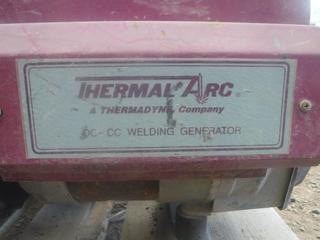 THERMAL ARC
A THERMADYNE Company
DC-CC WELDING GENERATOR